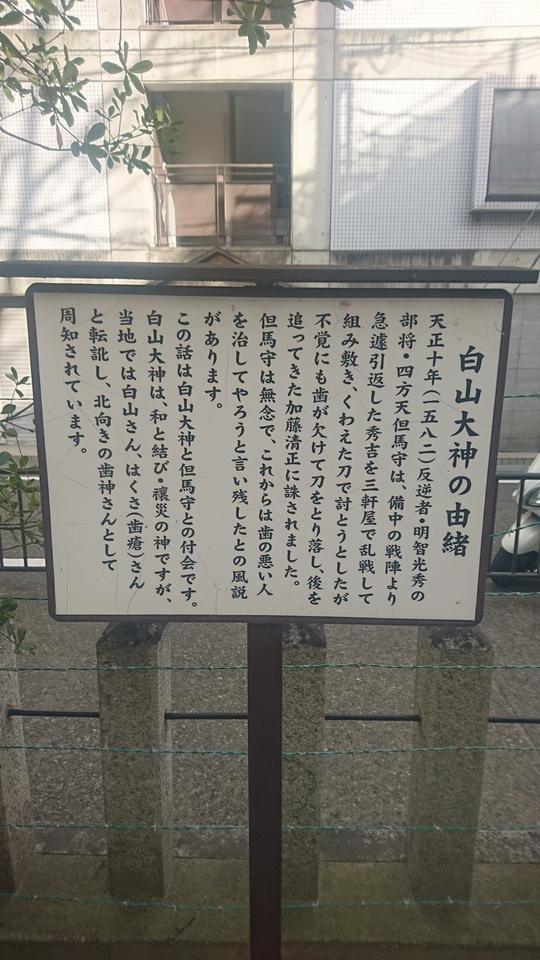 白山大神の由緒
天正十年（一五八二）反逆者・明智光秀の
部将・四方天但馬守は、備中の戦陣より
急遽引返した秀吉を三軒屋で乱戦して
組み敷き、くわえた刀で討とうとしたが
不覚にも歯が欠けて刀をとり落し、後を
追ってきた加藤清正に誅されました。
但馬守は無念で、これからは歯の悪い人
を治してやろうと言い残したとの風説
があります。
この話は白山大神と但馬守との付会です。
白山大神は、和と結び・禳災の神ですが、
当地では白山さん、はくさ（歯瘡）さん
と転訛し、北向きの歯神さんとして
周知されています。